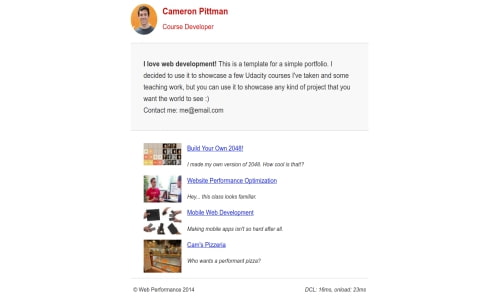 Cameron Pittman
Course Developer
I love web development! This is a template for a simple portfolio. I
decided to use it to showcase a few Udacity courses I've taken and some
teaching work, but you can use it to showcase any kind of project that you
want the world to see :)
Contact me: me@email.com
Build Your Own 2048!
I made my own version of 2048. How cool is that!?
Website Performance Optimization
Hey... this class looks familiar.
Mobile Web Development
Making mobile apps isn't so hard after all.
Cam's Pizzeria
Who wants a performant pizza?
© Web Performance 2014
DCL: 16ms, onload: 23ms